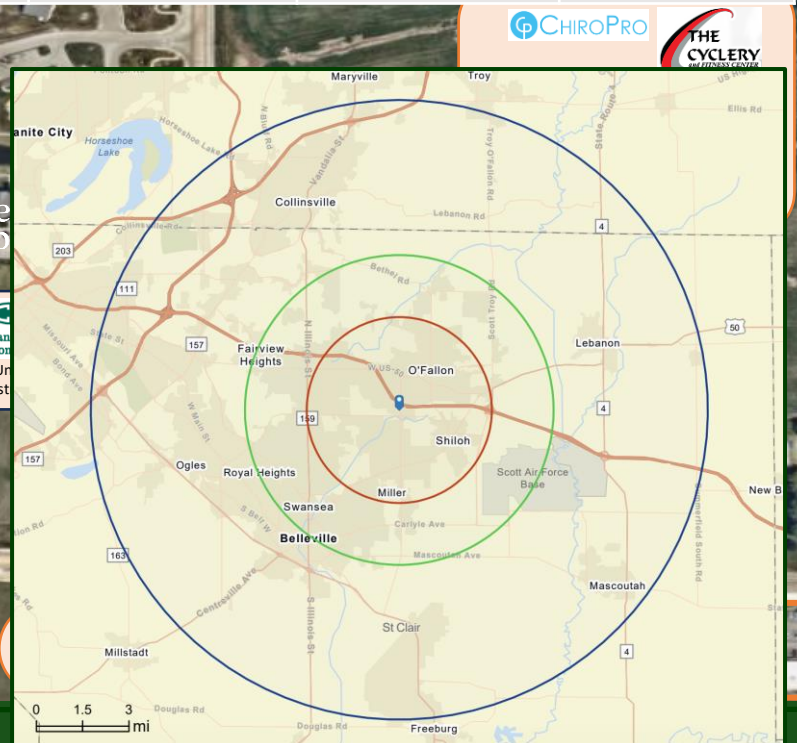 CP CHIROPRO
THE
CYCLERY
and FITNESS CENTER
Maryville
Troy
US Hig
Ellis Rd
State Route 4
N Bluff Rd
anite City
Horseshoe
Lake
Horseshoe Lake Rd
Vandalia St
Troy O'Fallon Rd
Collinsville
Lebanon Rd
Collinsville Rd
4
203
Bethel Rd
111
Scott Troy Rd
State St
Missouri Ave
Bond Ave
157
N Illinois St
50
Fairview
Heights
Lebanon
W US-50
O'Fallon
W Main St
159
4
Shiloh
157
Ogles
Royal Heights
Scott Air Force
Base
New B
Miller
Swansea
S Belt W
Carlyle Ave
Summerfield South Rd
llon Rd
Belleville
163
Mascoutah Ave
Mascoutah
Centreville Ave
S Illinois St
St Clair
Millstadt
4
0 1.5 3
mi
Douglas Rd
Douglas Rd
Freeburg